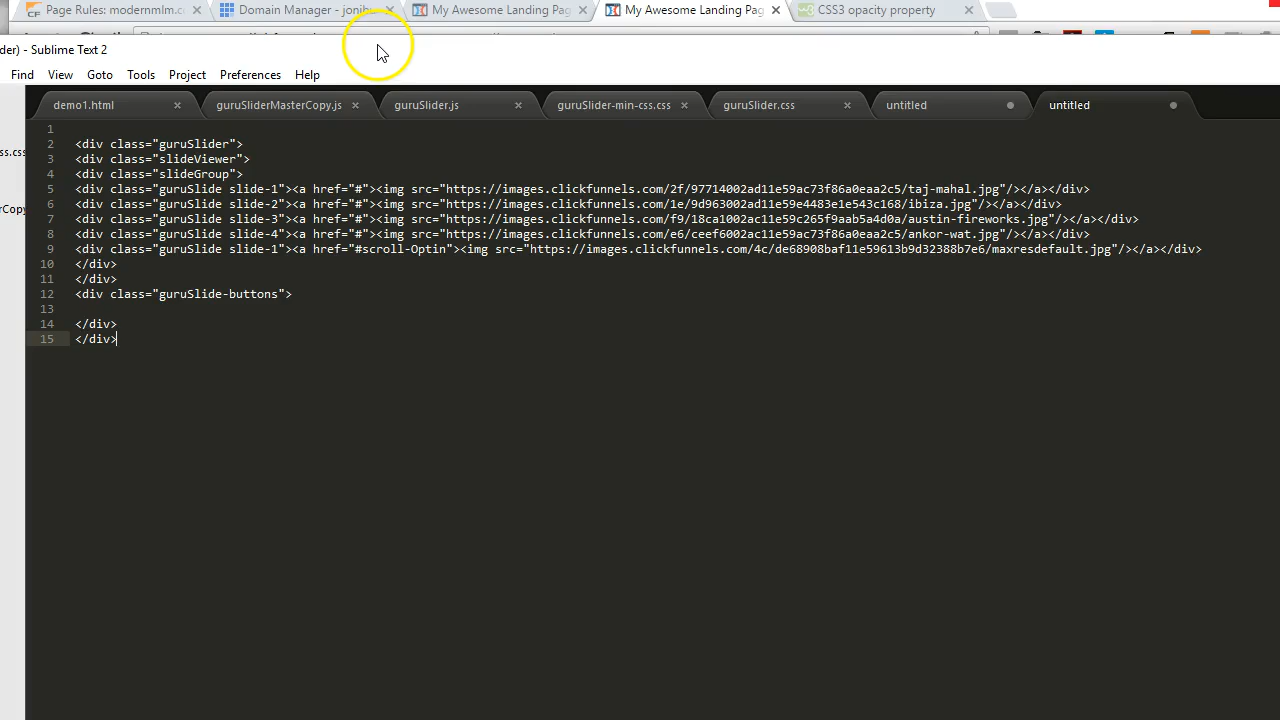 Page Rules: modernmlm.c
Domain Manager - jonib
My Awesome Landing Pag
My Awesome Landing Pag
CSS3 opacity property
der) - Sublime Text 2
Find View Goto Tools Project Preferences Help
demo1.html
guruSliderMasterCopy.js
guruSlider.js
guruSlider-min-css.css
guruSlider.css
untitled
untitled
ss.css
rCopy
1
2 <div class="guruSlider">
3 <div class="slideViewer">
4 <div class="slideGroup">
5 <div class="guruSlide slide-1"><a href="#"><img src="https://images.clickfunnels.com/2f/97714002ad11e59ac73f86a0eaa2c5/taj-mahal.jpg"/></a></div>
6 <div class="guruSlide slide-2"><a href="#"><img src="https://images.clickfunnels.com/1e/9d963002ad11e59e4483e1e543c168/ibiza.jpg"/></a></div>
7 <div class="guruSlide slide-3"><a href="#"><img src="https://images.clickfunnels.com/f9/18ca1002ac11e59c265f9aab5a4d0a/austin-fireworks.jpg"/></a></div>
8 <div class="guruSlide slide-4"><a href="#"><img src="https://images.clickfunnels.com/e6/ceef6002ac11e59ac73f86a0eaa2c5/ankor-wat.jpg"/></a></div>
9 <div class="guruSlide slide-1"><a href="#scroll-Optin"><img src="https://images.clickfunnels.com/4c/de68908baf11e59613b9d32388b7e6/maxresdefault.jpg"/></a></div>
10 </div>
11 </div>
12 <div class="guruSlide-buttons">
13
14 </div>
15 </div>